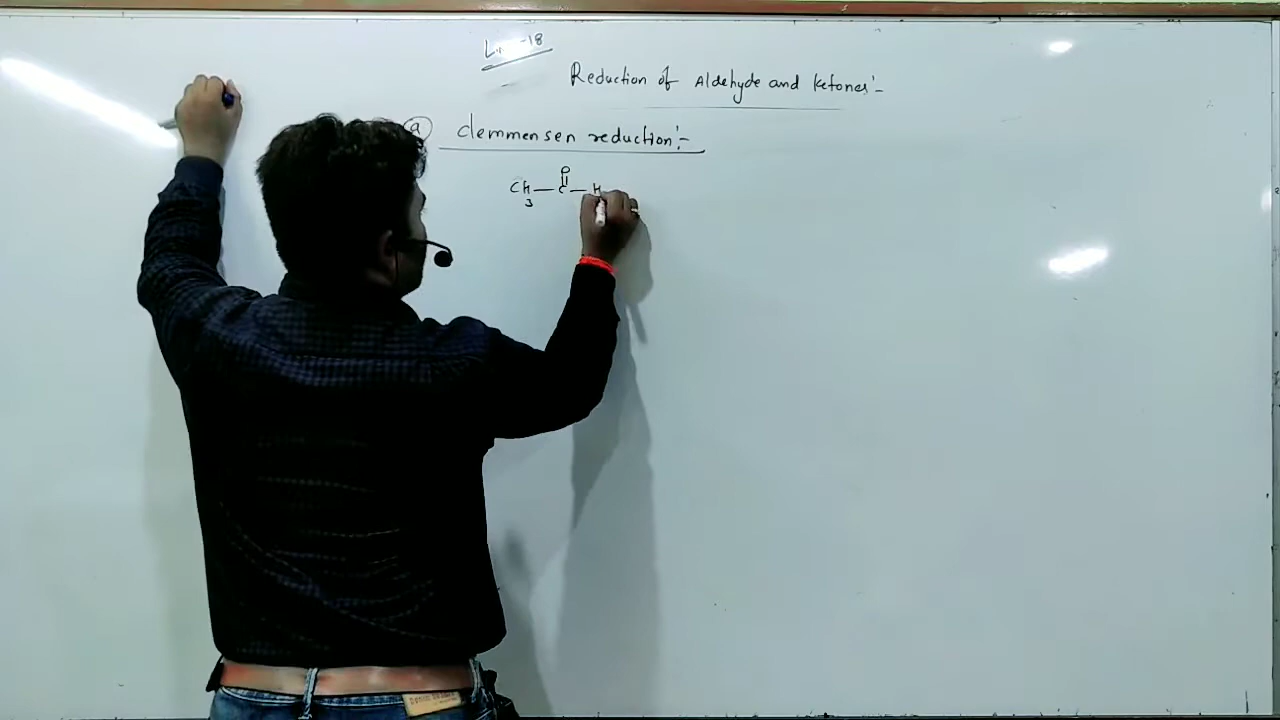 Reduction of Aldehyde and Ketones:-
(a) Clemmensen reduction:-
O
CH3 — C — H